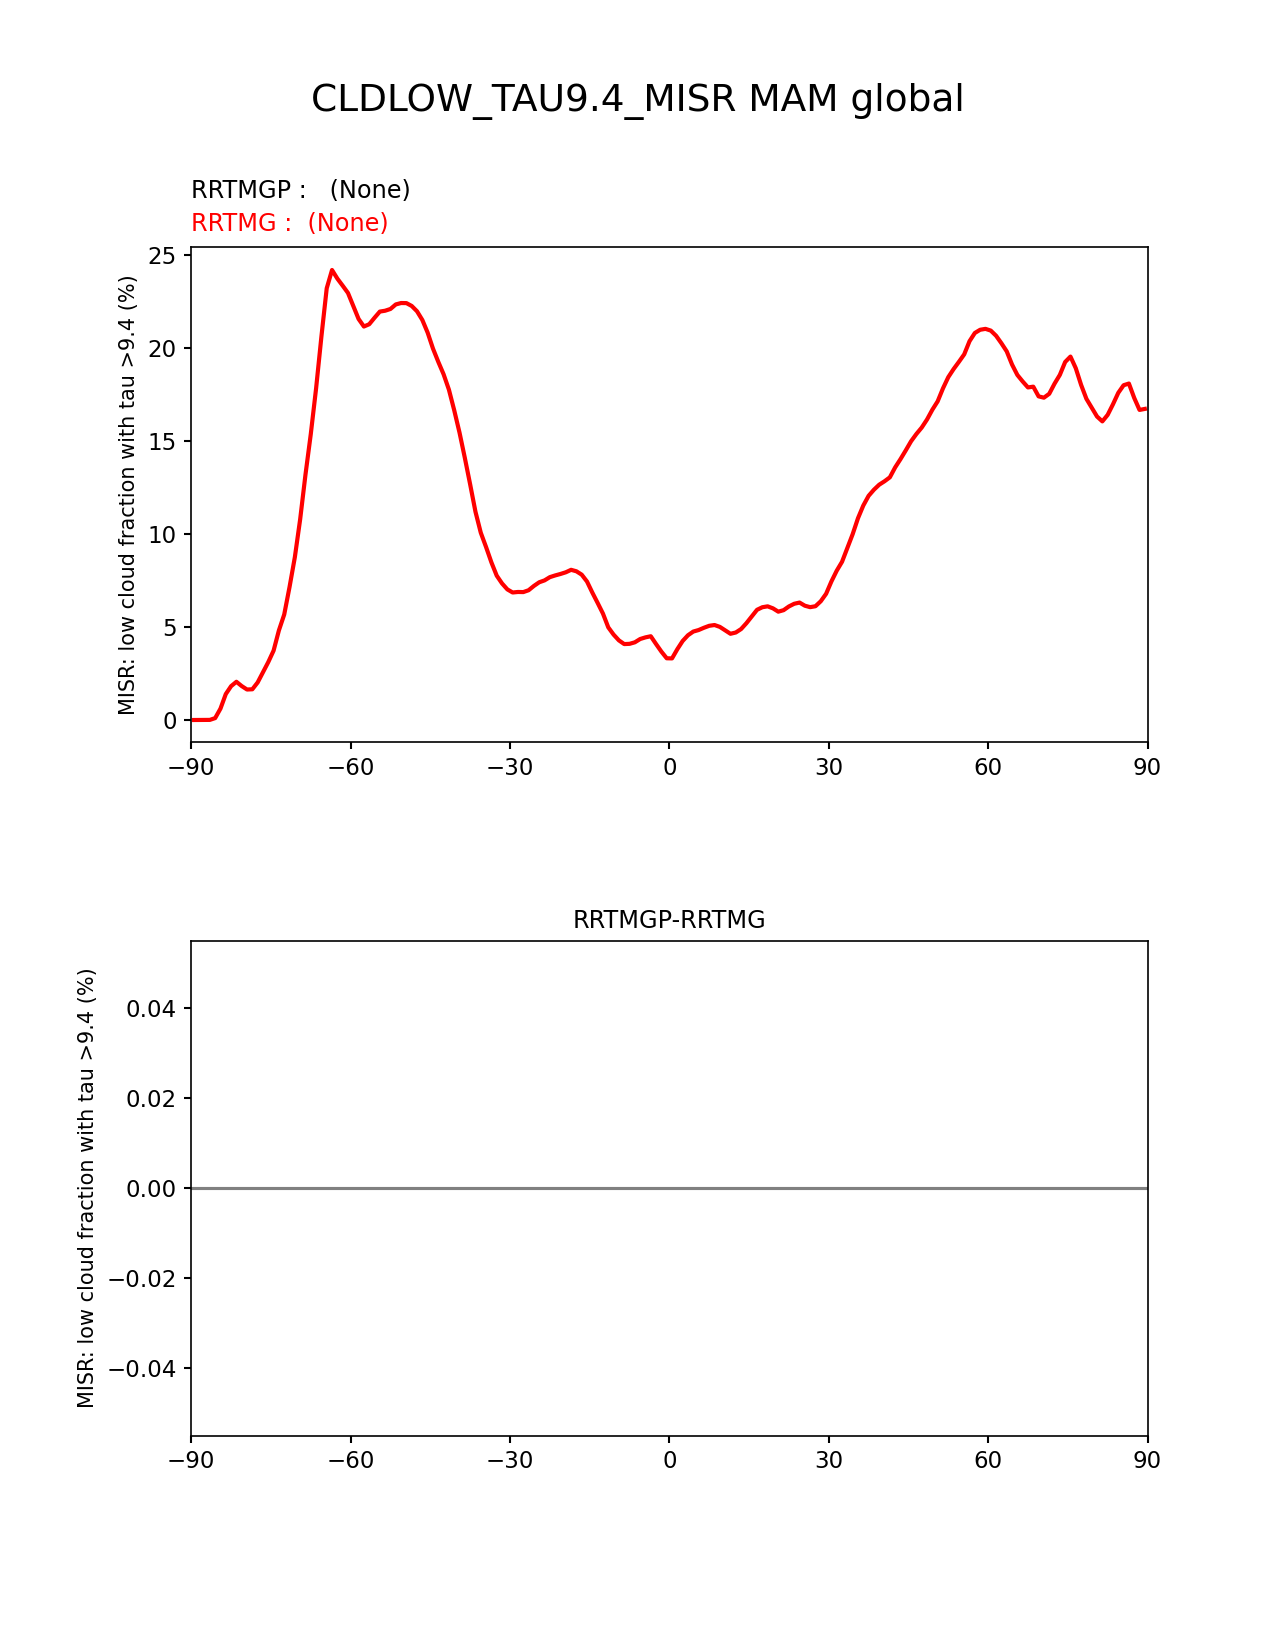 CLDLOW_TAU9.4_MISR MAM global
RRTMGP :   (None)
RRTMG :  (None)
MISR: low cloud fraction with tau >9.4 (%)
25
20
15
10
5
0
−90 −60 −30 0 30 60 90
RRTMGP-RRTMG
MISR: low cloud fraction with tau >9.4 (%)
0.04
0.02
0.00
−0.02
−0.04
−90 −60 −30 0 30 60 90